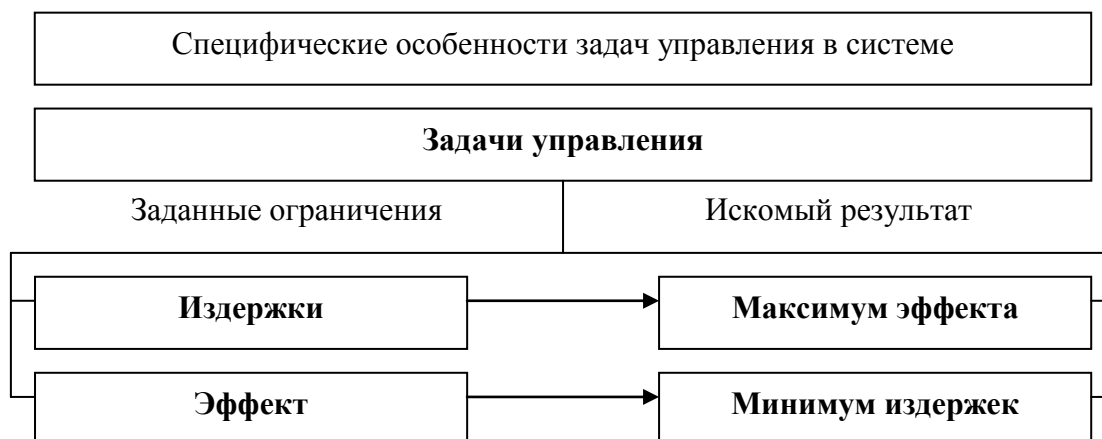 Специфические особенности задач управления в системе
Задачи управления
Заданные ограничения
Искомый результат
Издержки
Максимум эффекта
Эффект
Минимум издержек